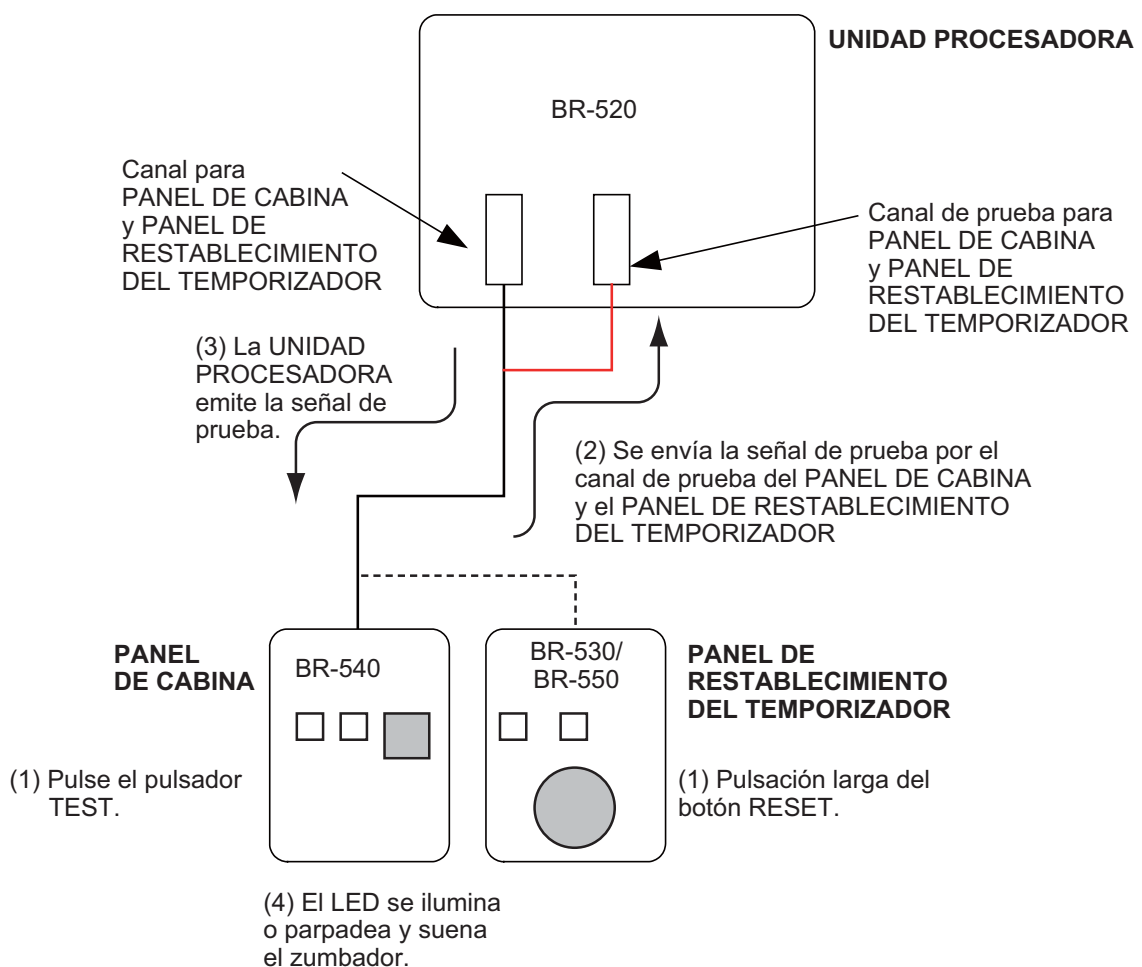 UNIDAD PROCESADORA
BR-520
Canal para
PANEL DE CABINA
y PANEL DE
RESTABLECIMIENTO
DEL TEMPORIZADOR
Canal de prueba para
PANEL DE CABINA
y PANEL DE
RESTABLECIMIENTO
DEL TEMPORIZADOR
(3) La UNIDAD
PROCESADORA
emite la señal de
prueba.
(2) Se envía la señal de prueba por el
canal de prueba del PANEL DE CABINA
y el PANEL DE RESTABLECIMIENTO
DEL TEMPORIZADOR
PANEL
DE CABINA
BR-540
BR-530/
BR-550
PANEL DE
RESTABLECIMIENTO
DEL TEMPORIZADOR
(1) Pulse el pulsador
TEST.
(1) Pulsación larga del
botón RESET.
(4) El LED se ilumina
o parpadea y suena
el zumbador.